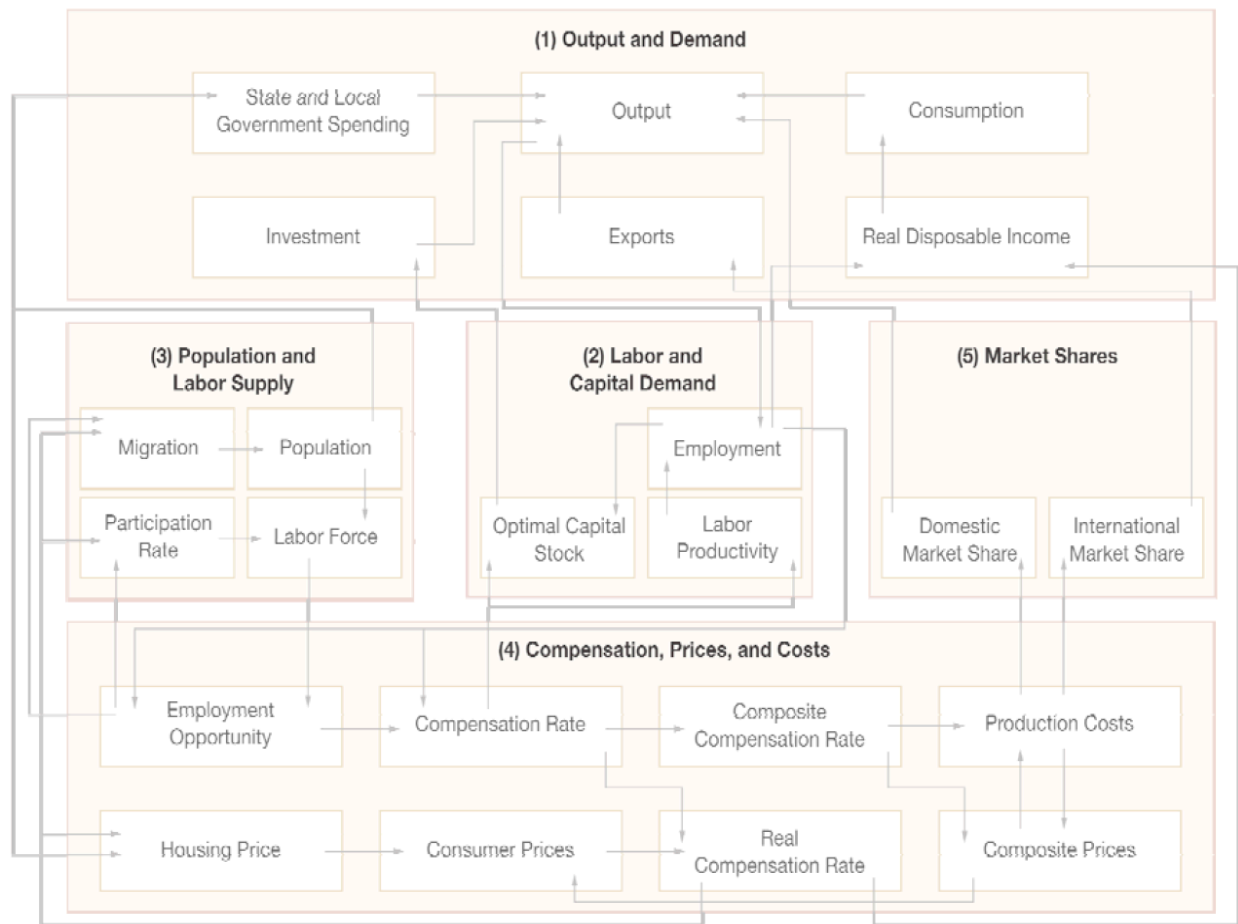 (1) Output and Demand
State and Local
Government Spending
Output
Consumption
Investment
Exports
Real Disposable Income
(3) Population and
Labor Supply
Migration
Population
Participation
Rate
Labor Force
(2) Labor and
Capital Demand
Employment
Optimal Capital
Stock
Labor
Productivity
(5) Market Shares
Domestic
Market Share
International
Market Share
(4) Compensation, Prices, and Costs
Employment
Opportunity
Compensation Rate
Composite
Compensation Rate
Production Costs
Housing Price
Consumer Prices
Real
Compensation Rate
Composite Prices